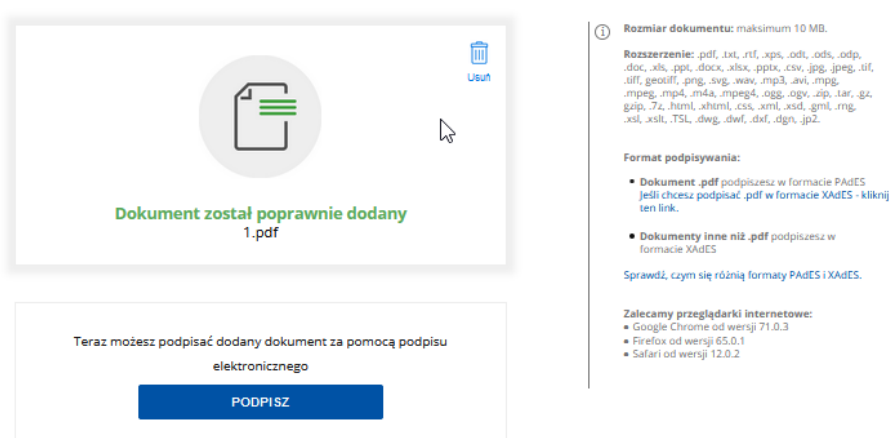 Usuń
Dokument został poprawnie dodany
1.pdf
Teraz możesz podpisać dodany dokument za pomocą podpisu
elektronicznego
PODPISZ
Rozmiar dokumentu: maksimum 10 MB.
Rozszerzenie: .pdf, .txt, .rtf, .xps, .odt, .ods, .odp,
.doc, .xls, .ppt, .docx, .xlsx, .pptx, .csv, .jpg, .jpeg, .tif,
.tiff, geotiff, .png, .svg, .wav, .mp3, .avi, .mpg,
.mpeg, .mp4, .m4a, .mpeg4, .ogg, .ogv, .zip, .tar, .gz,
gzip, .7z, .html, .xhtml, .css, .xml, .xsd, .gml, .rng,
.xsl, .xslt, .TSL, .dwg, .dwf, .dxf, .dgn, .jp2.
Format podpisywania:
• Dokument .pdf podpiszesz w formacie PAdES
Jeśli chcesz podpisać .pdf w formacie XAdES - kliknij
ten link.
• Dokumenty inne niż .pdf podpiszesz w
formacie XAdES
Sprawdź, czym się różnią formaty PAdES i XAdES.
Zalecamy przeglądarki internetowe:
• Google Chrome od wersji 71.0.3
• Firefox od wersji 65.0.1
• Safari od wersji 12.0.2